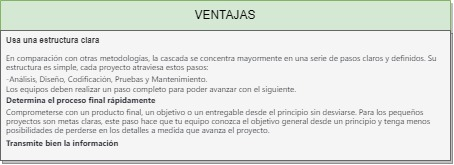 VENTAJAS
Usa una estructura clara
En comparación con otras metodologías, la cascada se concentra mayormente en una serie de pasos claros y definidos. Su
estructura es simple, cada proyecto atraviesa estos pasos:
-Análisis, Diseño, Codificación, Pruebas y Mantenimiento.
Los equipos deben realizar un paso completo para poder avanzar con el siguiente.
Determina el proceso final rápidamente
Comprometerse con un producto final, un objetivo o un entregable desde el principio sin desviarse. Para los pequeños
proyectos son metas claras, este paso hace que tu equipo conozca el objetivo general desde un principio y tenga menos
posibilidades de perderse en los detalles a medida que avanza el proyecto.
Transmite bien la información